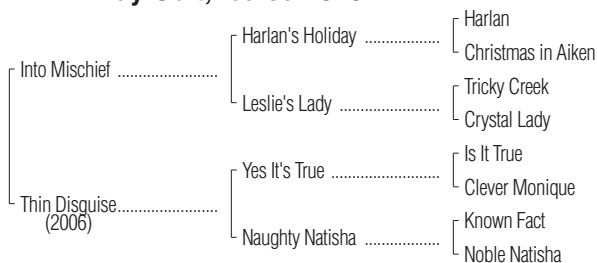 Harlan
Harlan's Holiday ....................
Christmas in Aiken
Into Mischief ...........................
Tricky Creek
Leslie's Lady ...........................
Crystal Lady
Is It True
Yes It's True .............................
Clever Monique
Thin Disguise...........................
(2006)
Known Fact
Naughty Natisha ....................
Noble Natisha